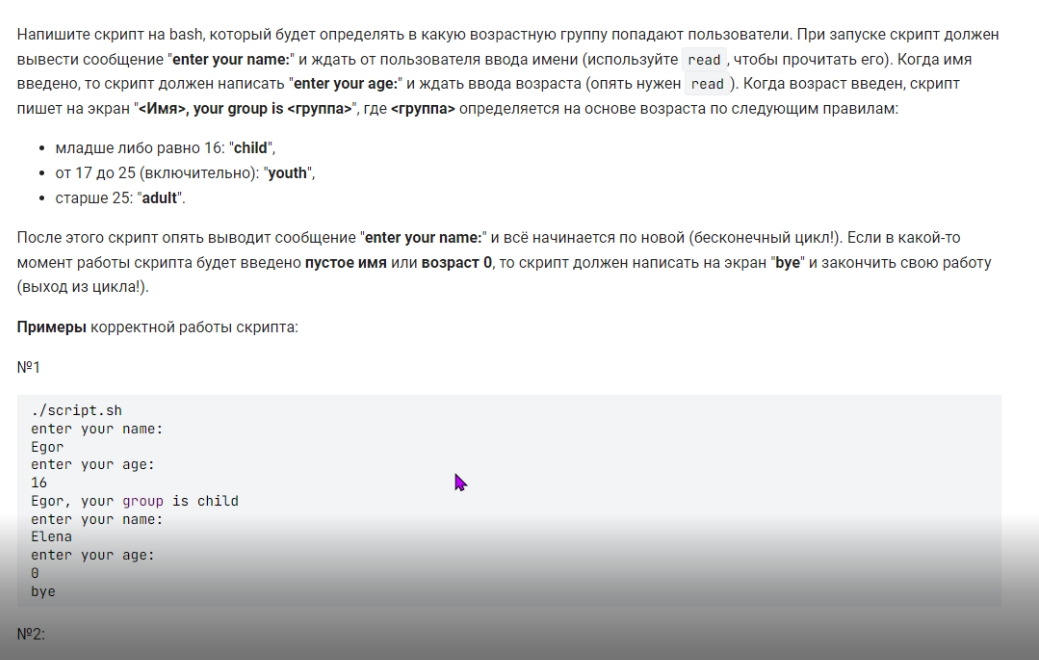 Напишите скрипт на bash, который будет определять в какую возрастную группу попадают пользователи. При запуске скрипт должен
вывести сообщение "enter your name:" и ждать от пользователя ввода имени (используйте read , чтобы прочитать его). Когда имя
введено, то скрипт должен написать "enter your age:" и ждать ввода возраста (опять нужен read ). Когда возраст введен, скрипт
пишет на экран "<Имя>, your group is <группа>", где <группа> определяется на основе возраста по следующим правилам:
• младше либо равно 16: "child",
• от 17 до 25 (включительно): "youth",
• старше 25: "adult".
После этого скрипт опять выводит сообщение "enter your name:" и всё начинается по новой (бесконечный цикл!). Если в какой-то
момент работы скрипта будет введено пустое имя или возраст 0, то скрипт должен написать на экран "bye" и закончить свою работу
(выход из цикла!).
Примеры корректной работы скрипта:
№1
./script.sh
enter your name:
Egor
enter your age:
16
Egor, your group is child
enter your name:
Elena
enter your age:
0
bye
№2: